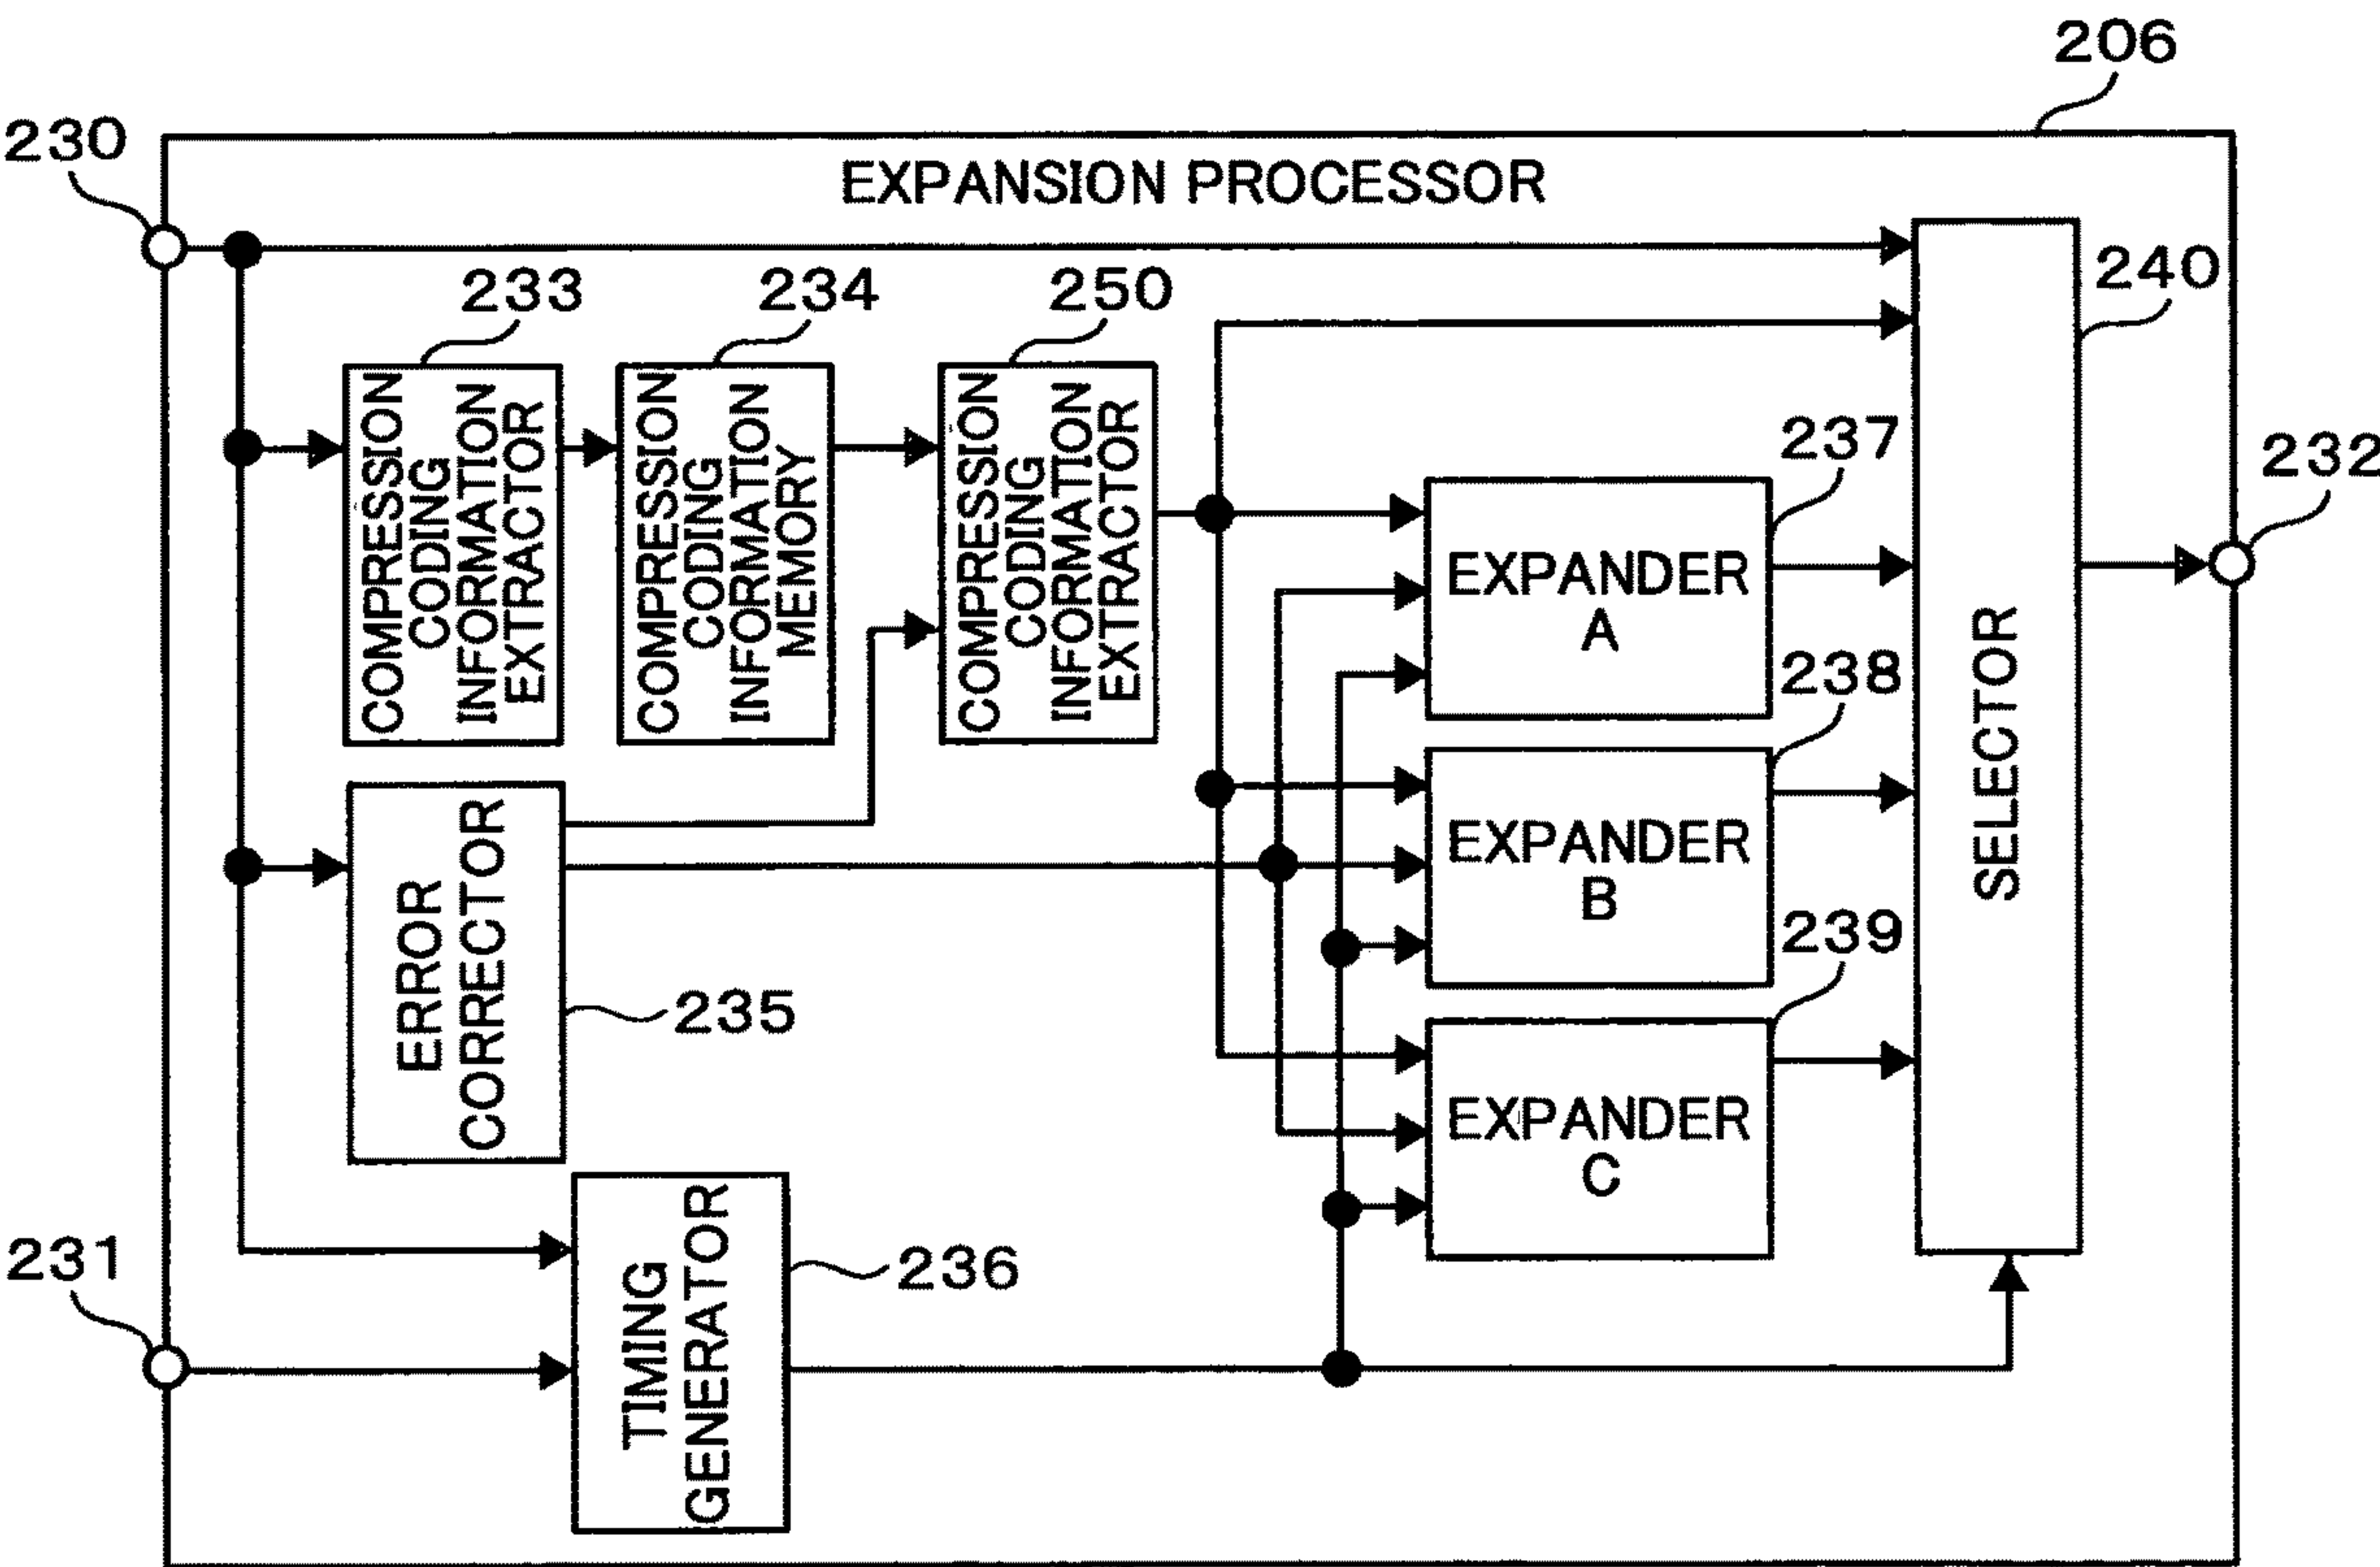 206
230
EXPANSION PROCESSOR
233
234
250
240
COMPRESSION
CODING
INFORMATION
EXTRACTOR
COMPRESSION
CODING
INFORMATION
MEMORY
COMPRESSION
CODING
INFORMATION
EXTRACTOR
237
232
EXPANDER
A
238
SELECTOR
ERROR
CORRECTOR
EXPANDER
B
239
235
EXPANDER
C
231
TIMING
GENERATOR
236